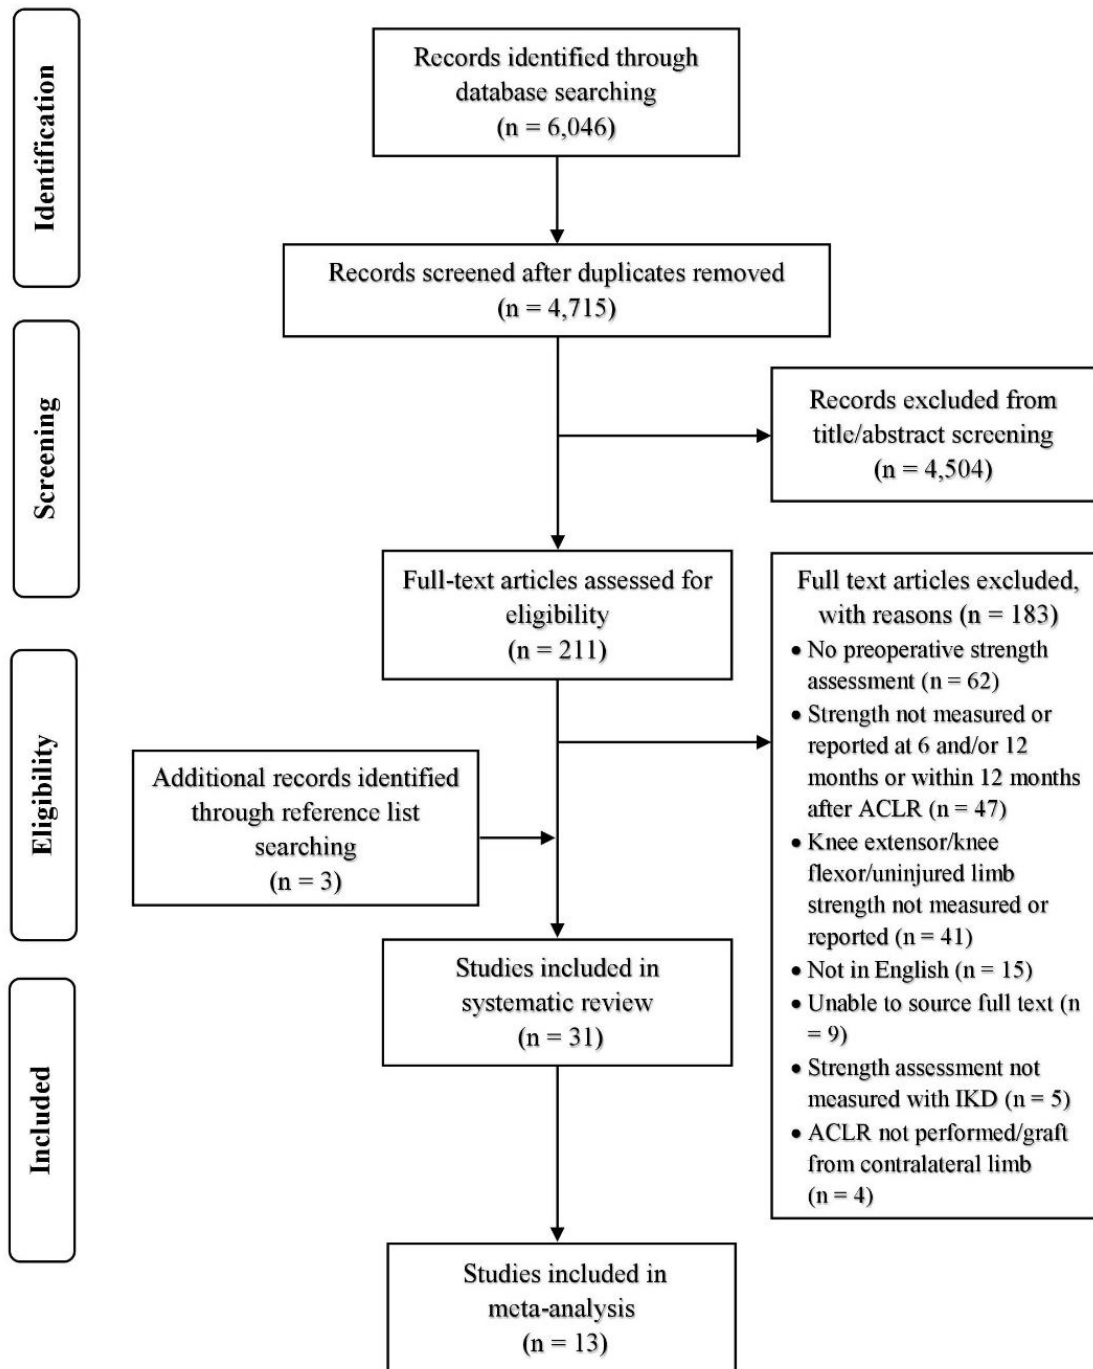 Identification
Records identified through
database searching
(n = 6,046)
Records screened after duplicates removed
(n = 4,715)
Screening
Records excluded from
title/abstract screening
(n = 4,504)
Full-text articles assessed for
eligibility
(n = 211)
Full text articles excluded,
with reasons (n = 183)
• No preoperative strength
assessment (n = 62)
• Strength not measured or
reported at 6 and/or 12
months or within 12 months
after ACLR (n = 47)
• Knee extensor/knee
flexor/uninjured limb
strength not measured or
reported (n = 41)
• Not in English (n = 15)
• Unable to source full text (n
= 9)
• Strength assessment not
measured with IKD (n = 5)
• ACLR not performed/graft
from contralateral limb
(n = 4)
Eligibility
Additional records identified
through reference list
searching
(n = 3)
Studies included in
systematic review
(n = 31)
Included
Studies included in
meta-analysis
(n = 13)